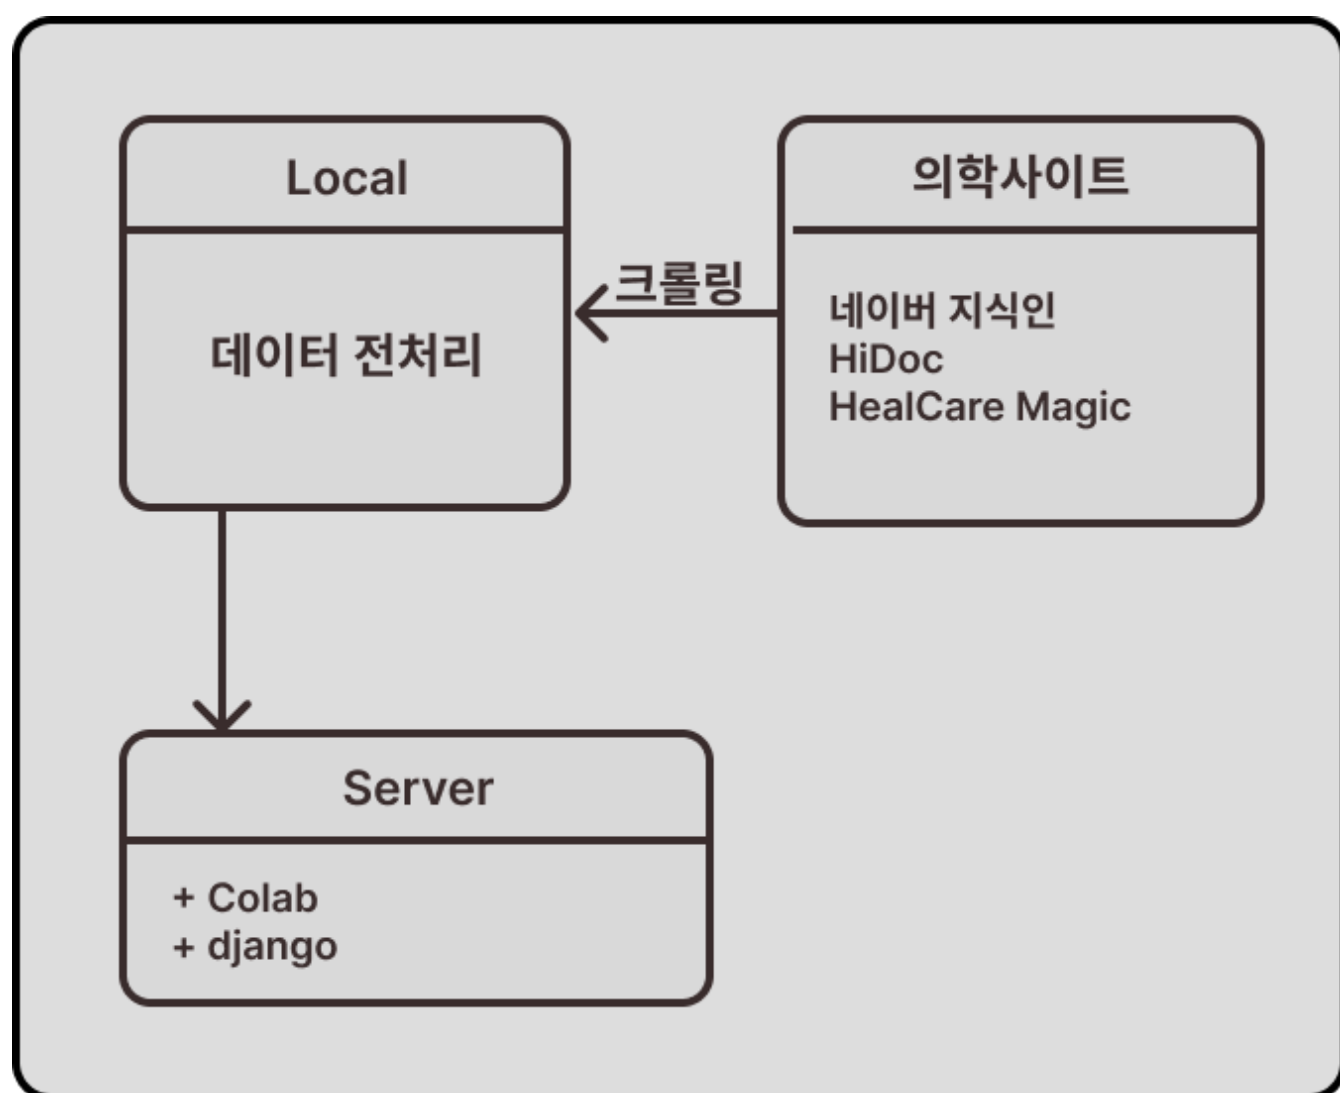 Local
데이터 전처리
크롤링
의학사이트
네이버 지식인
HiDoc
HealCare Magic
Server
+ Colab
+ django